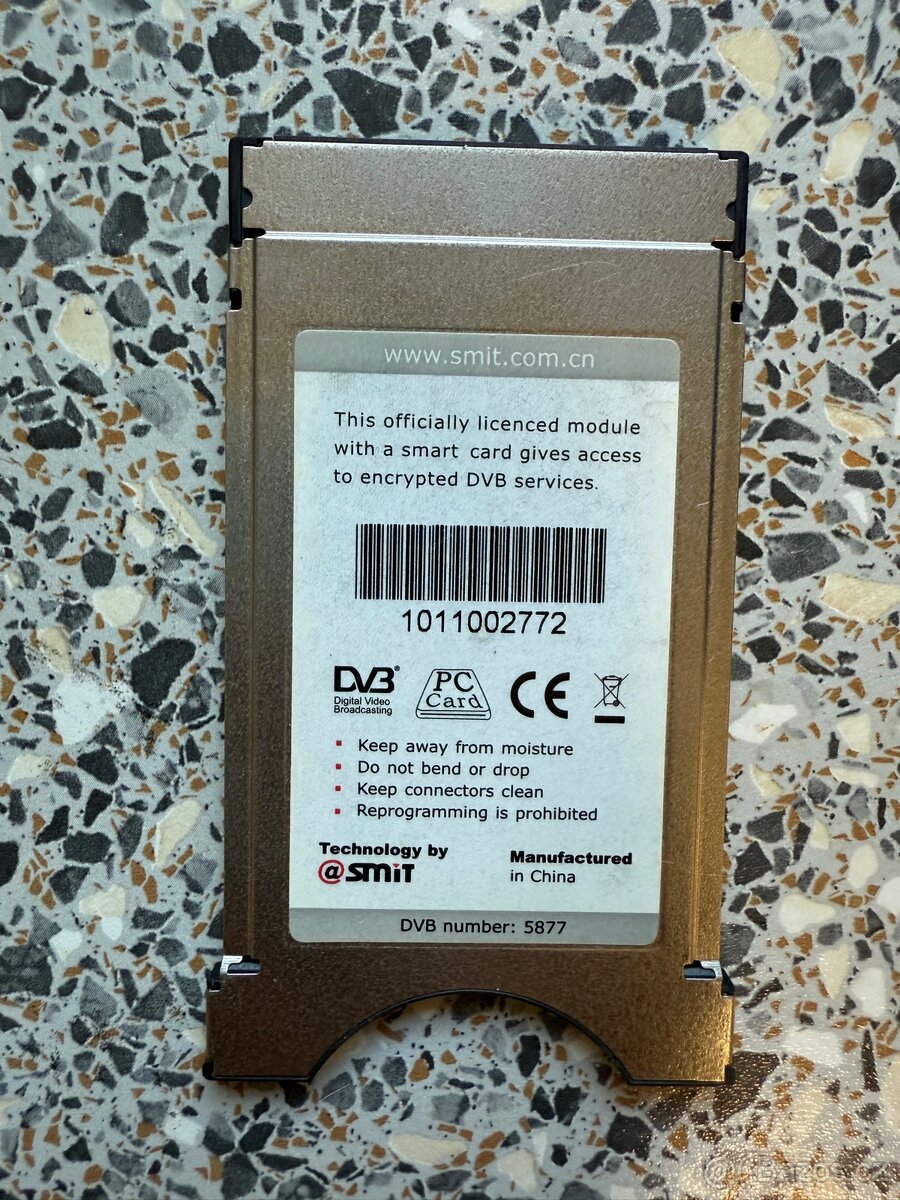 www.smit.com.cn
This officially licenced module
with a smart card gives access
to encrypted DVB services.
1011002772
DVB®
Digital Video
Broadcasting
PC
Card
CE
Keep away from moisture
Do not bend or drop
Keep connectors clean
Reprogramming is prohibited
Technology by
@SMiT
Manufactured
in China
DVB number: 5877
Bazos.cz